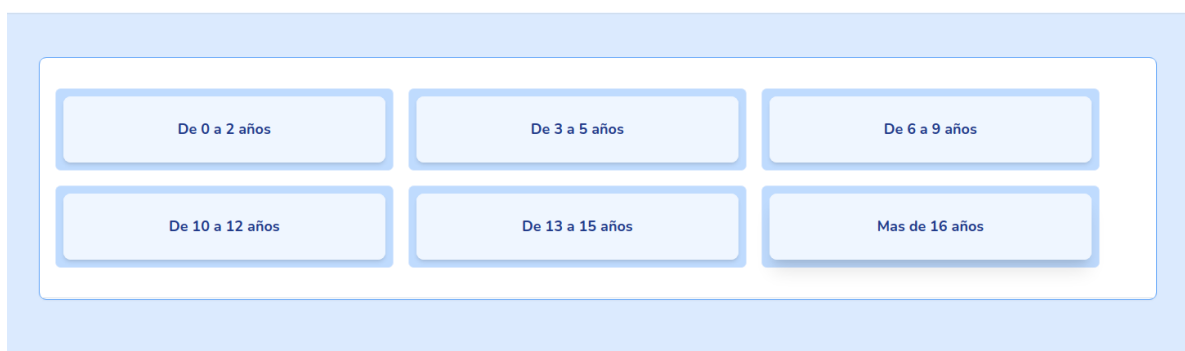 De 0 a 2 años
De 3 a 5 años
De 6 a 9 años
De 10 a 12 años
De 13 a 15 años
Mas de 16 años